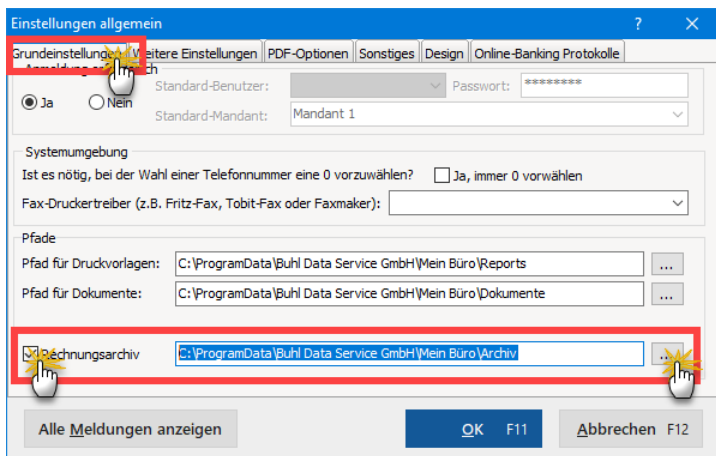 Einstellungen allgemein ?
Grundeinstellungen Weitere Einstellungen PDF-Optionen Sonstiges Design Online-Banking Protokolle
Standard-Benutzer: Passwort: ********
Ja Nein
Standard-Mandant: Mandant 1
Systemumgebung
Ist es nötig, bei der Wahl einer Telefonnummer eine 0 vorzuwählen? Ja, immer 0 vorwählen
Fax-Druckertreiber (z.B. Fritz-Fax, Tobit-Fax oder Faxmaker):
Pfade
Pfad für Druckvorlagen: C:\ProgramData\Buhl Data Service GmbH\Mein Büro\Reports ...
Pfad für Dokumente: C:\ProgramData\Buhl Data Service GmbH\Mein Büro\Dokumente ...
Rechnungsarchiv C:\ProgramData\Buhl Data Service GmbH\Mein Büro\Archiv
Alle Meldungen anzeigen OK F11 Abbrechen F12